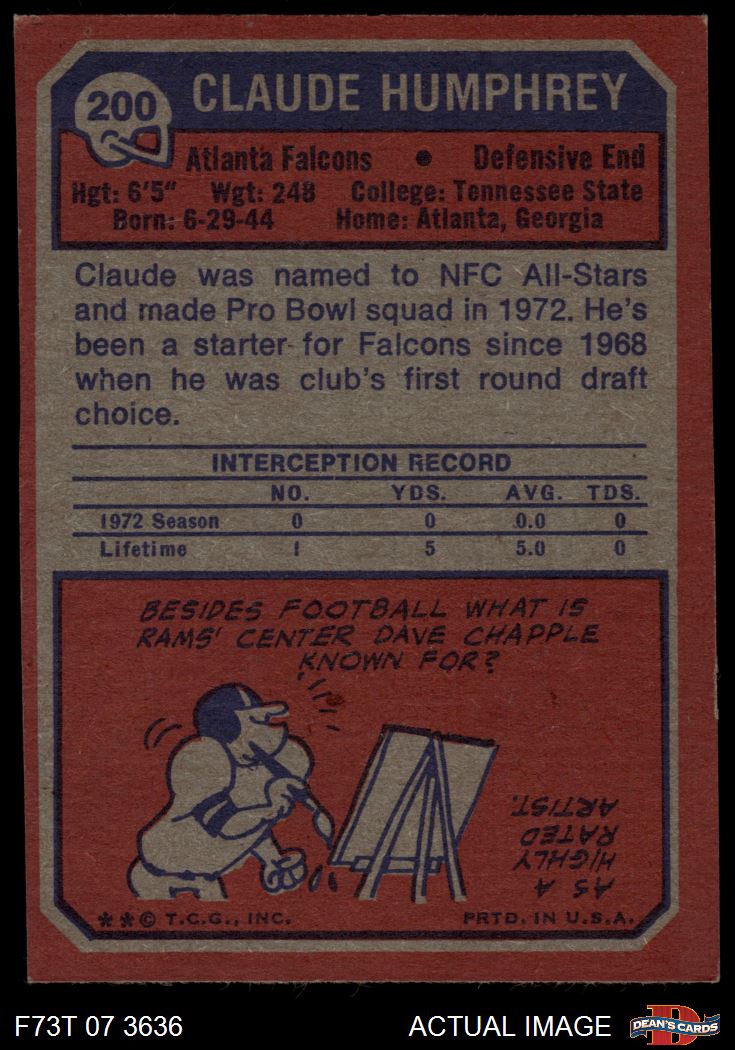 200
CLAUDE HUMPHREY
Atlanta Falcons • Defensive End
Hgt: 6'5" Wgt: 248 College: Tennessee State
Born: 6-29-44 Home: Atlanta, Georgia
Claude was named to NFC All-Stars
and made Pro Bowl squad in 1972. He's
been a starter for Falcons since 1968
when he was club's first round draft
choice.
INTERCEPTION RECORD
NO. YDS. AVG. TDS.
1972 Season 0 0 0.0 0
Lifetime 1 5 5.0 0
BESIDES FOOTBALL WHAT IS
RAMS' CENTER DAVE CHAPPLE
KNOWN FOR?
AS A
HIGHLY
RATED
ARTIST.
**© T.C.G., INC. PRTD. IN U.S.A.
F73T 07 3636 ACTUAL IMAGE
D
DEAN'S CARDS